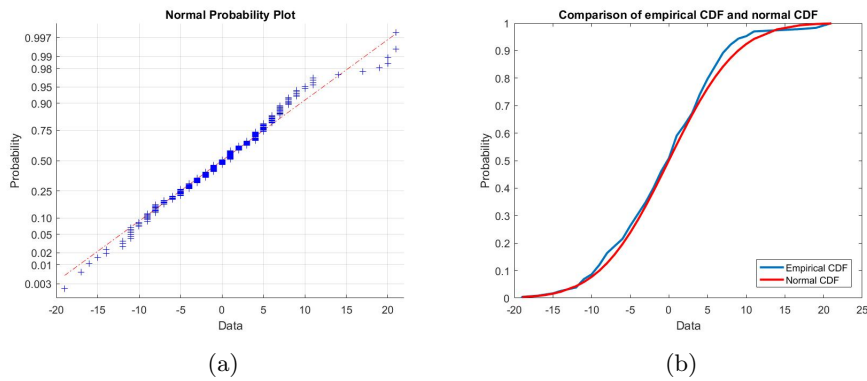 Normal Probability Plot
0.997
0.99
0.98
0.95
0.90
0.75
0.50
0.25
0.10
0.05
0.02
0.01
0.003
Probability
-20 -15 -10 -5 0 5 10 15 20
Data
(a)
Comparison of empirical CDF and normal CDF
1
0.9
0.8
0.7
0.6
0.5
0.4
0.3
0.2
0.1
0
Probability
Empirical CDF
Normal CDF
-20 -15 -10 -5 0 5 10 15 20 25
Data
(b)